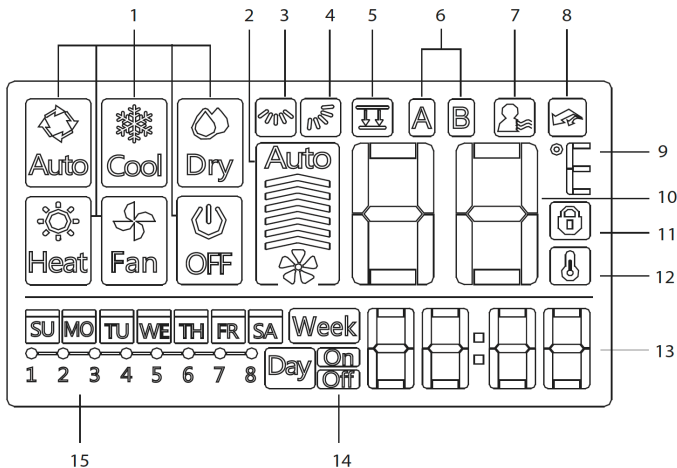 1 2 3 4 5 6 7 8
A B
Auto Cool Dry Auto
9
10
11
Heat Fan OFF
12
SU MO TU WE TH FR SA Week
88:88 13
1 2 3 4 5 6 7 8 Day On
Off
15 14